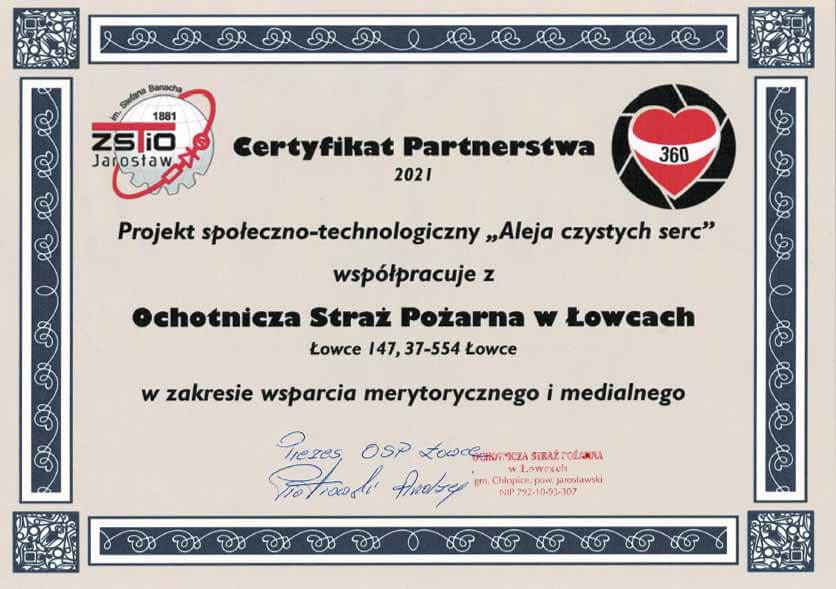 im. Stefana Banacha
1881
ZSTiO
Jarosław
360
Certyfikat Partnerstwa
2021
Projekt społeczno-technologiczny „Aleja czystych serc”
współpracuje z
Ochotnicza Straż Pożarna w Łowcach
Łowce 147, 37-554 Łowce
w zakresie wsparcia merytorycznego i medialnego
Prezes OSP Łowce
Piotrowski Andrzej
OCHOTNICZA STRAŻ POŻARNA
w Łowcach
gm. Chłopice, pow. jarosławski
NIP 792-10-93-307